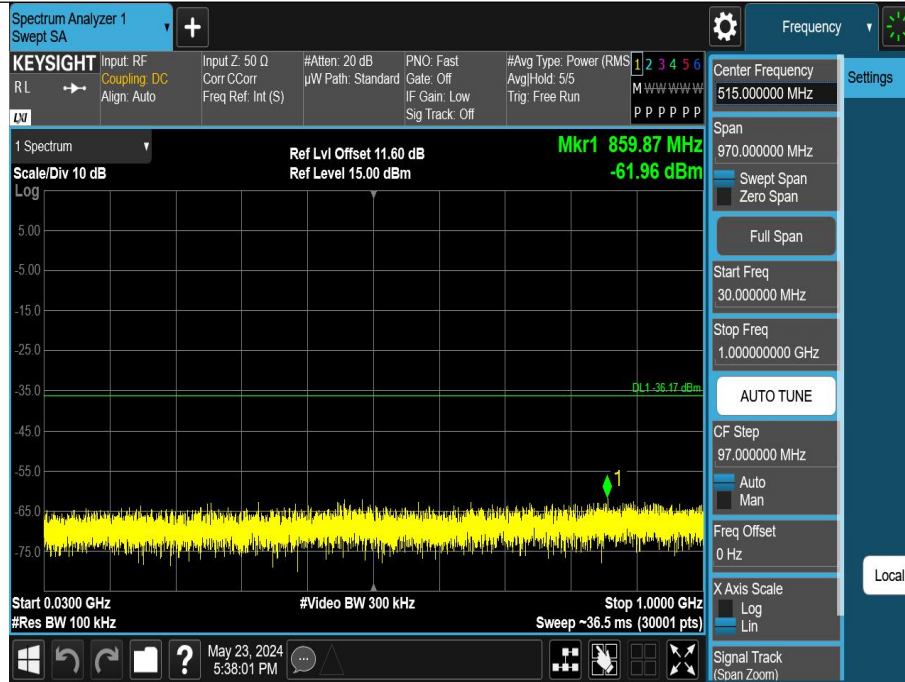 Spectrum Analyzer 1
Swept SA
Frequency
KEYSIGHT
R L
LXI
Input: RF
Coupling: DC
Align: Auto
Input Z: 50 Ω
Corr CCorr
Freq Ref: Int (S)
#Atten: 20 dB
µW Path: Standard
PNO: Fast
Gate: Off
IF Gain: Low
Sig Track: Off
#Avg Type: Power (RMS
Avg|Hold: 5/5
Trig: Free Run
1 2 3 4 5 6
M W W W W W
P P P P P P
1 Spectrum
Scale/Div 10 dB
Log
Ref Lvl Offset 11.60 dB
Ref Level 15.00 dBm
Mkr1 859.87 MHz
-61.96 dBm
5.00
-5.00
-15.0
-25.0
-35.0
DL1 -36.17 dBm
-45.0
-55.0
1
-65.0
-75.0
Start 0.0300 GHz
#Res BW 100 kHz
#Video BW 300 kHz
Stop 1.0000 GHz
Sweep ~36.5 ms (30001 pts)
?
May 23, 2024
5:38:01 PM
Center Frequency
515.000000 MHz
Span
970.000000 MHz
Swept Span
Zero Span
Full Span
Start Freq
30.000000 MHz
Stop Freq
1.000000000 GHz
AUTO TUNE
CF Step
97.000000 MHz
Auto
Man
Freq Offset
0 Hz
X Axis Scale
Log
Lin
Signal Track
(Span Zoom)
Settings
Local